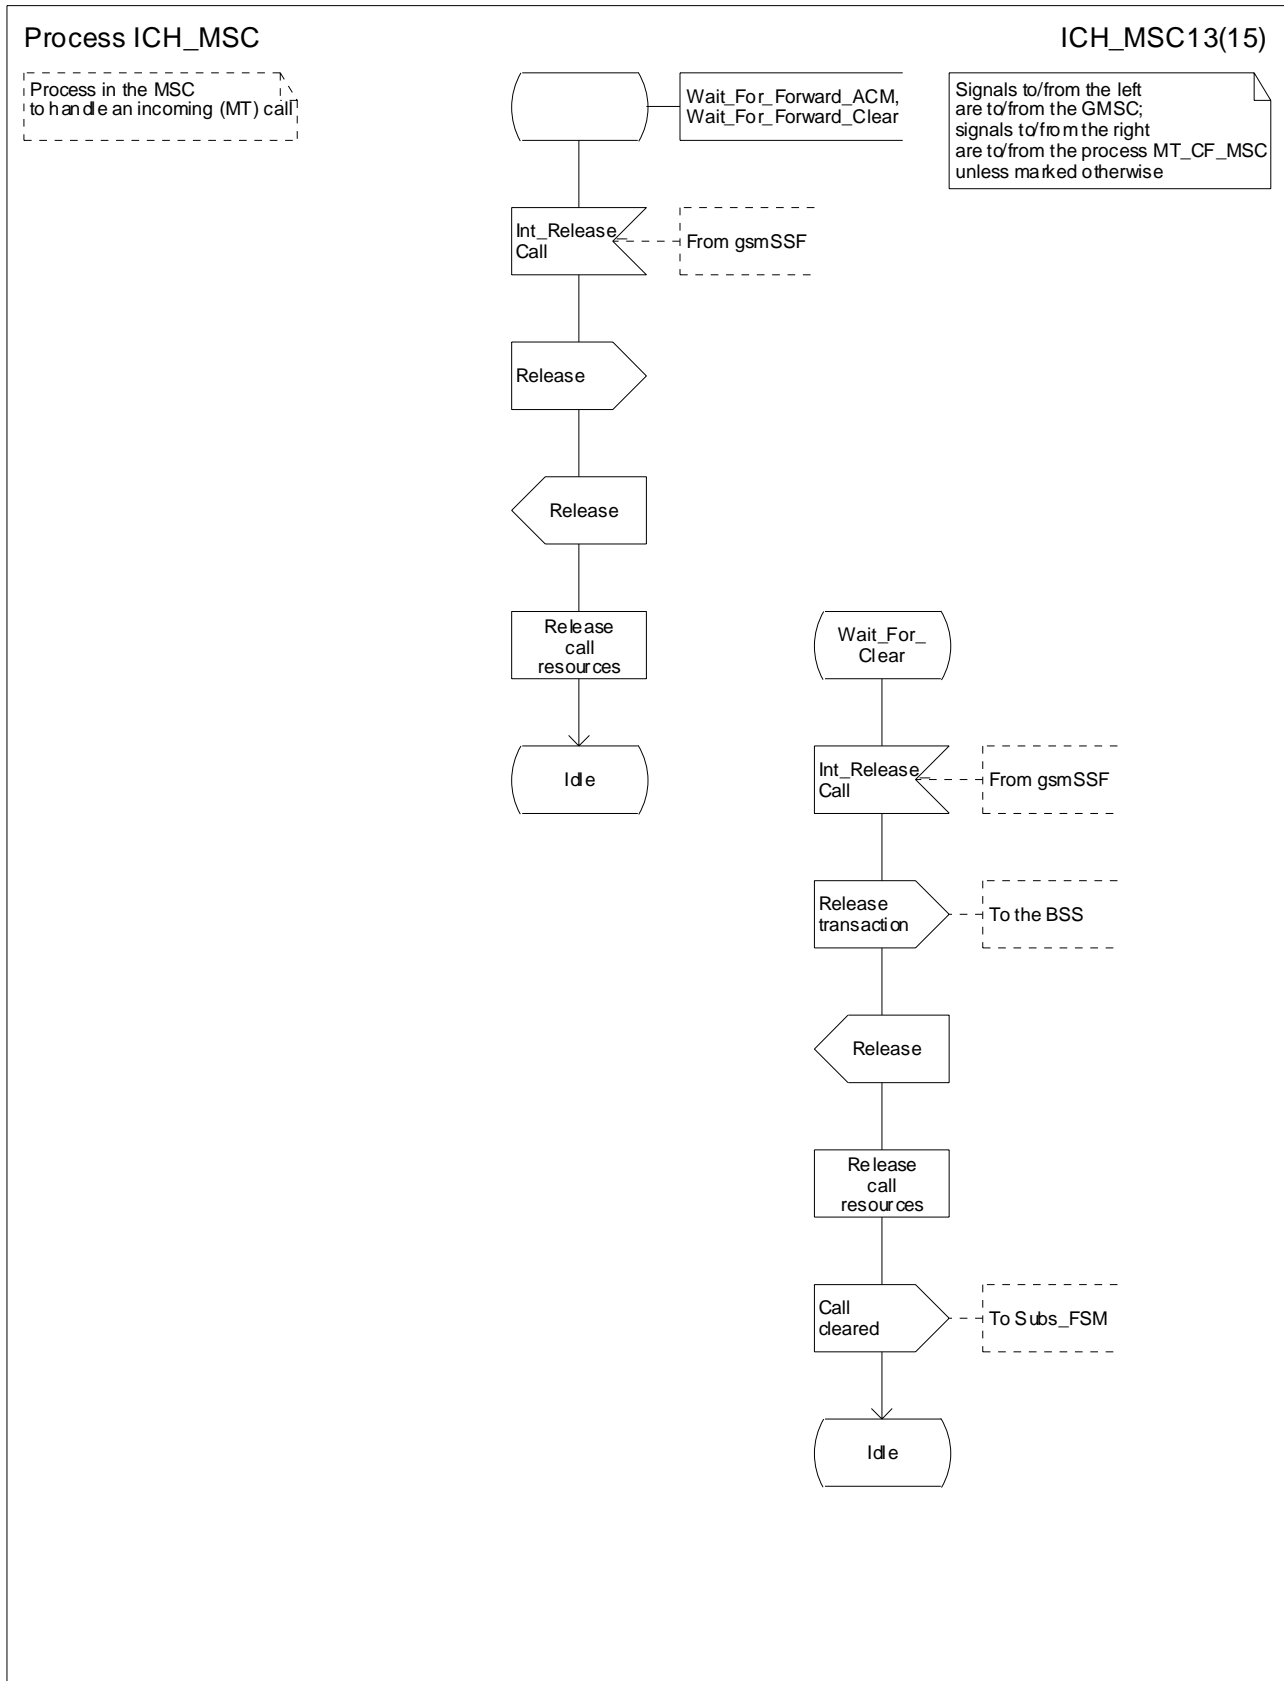 Process ICH_MSC
ICH_MSC13(15)
Process in the MSC
to handle an incoming (MT) call
Wait_For_Forward_ACM,
Wait_For_Forward_Clear
Signals to/from the left
are to/from the GMSC;
signals to/from the right
are to/from the process MT_CF_MSC
unless marked otherwise
Int_Release_
Call
From gsmSSF
Release
Release
Release
call
resources
Idle
Wait_For_
Clear
Int_Release_
Call
From gsmSSF
Release
transaction
To the BSS
Release
Release
call
resources
Call
cleared
To Subs_FSM
Idle